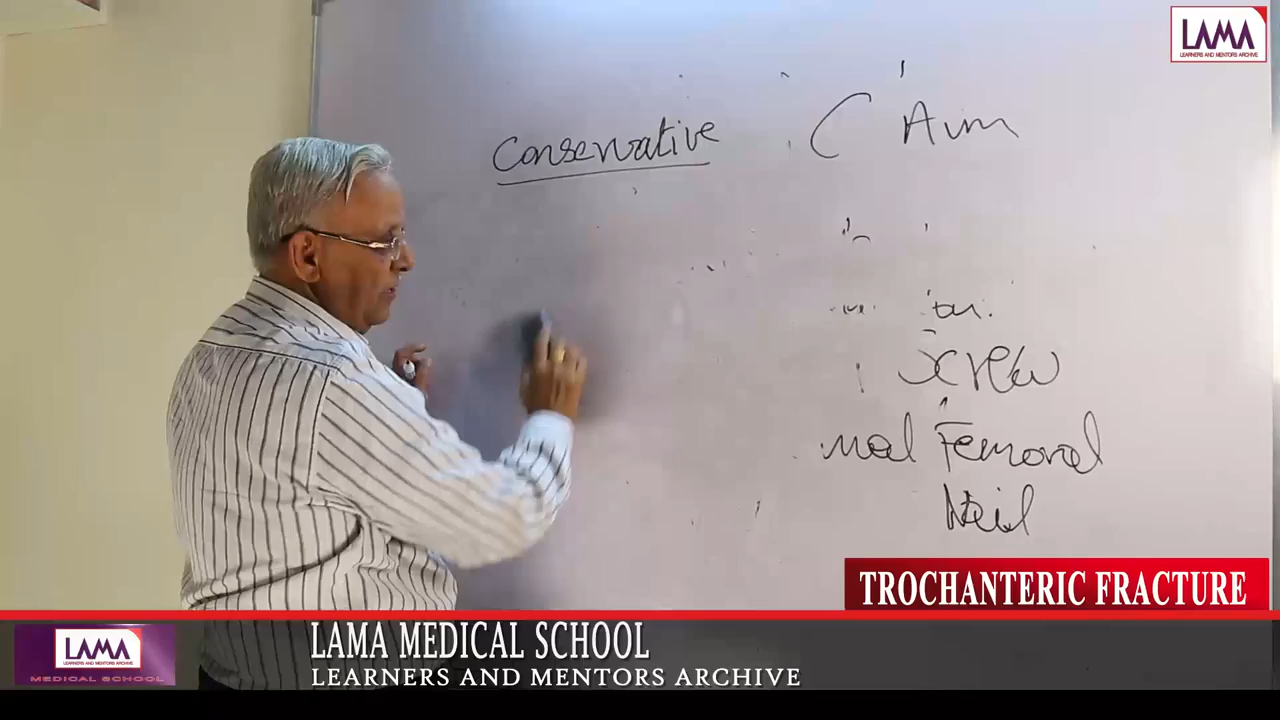 LAMA
LEARNERS AND MENTORS ARCHIVE
Conservative C Arm
Screw
mal Femoral
Nail
TROCHANTERIC FRACTURE
LAMA
LEARNERS AND MENTORS ARCHIVE
MEDICAL SCHOOL
LAMA MEDICAL SCHOOL
LEARNERS AND MENTORS ARCHIVE